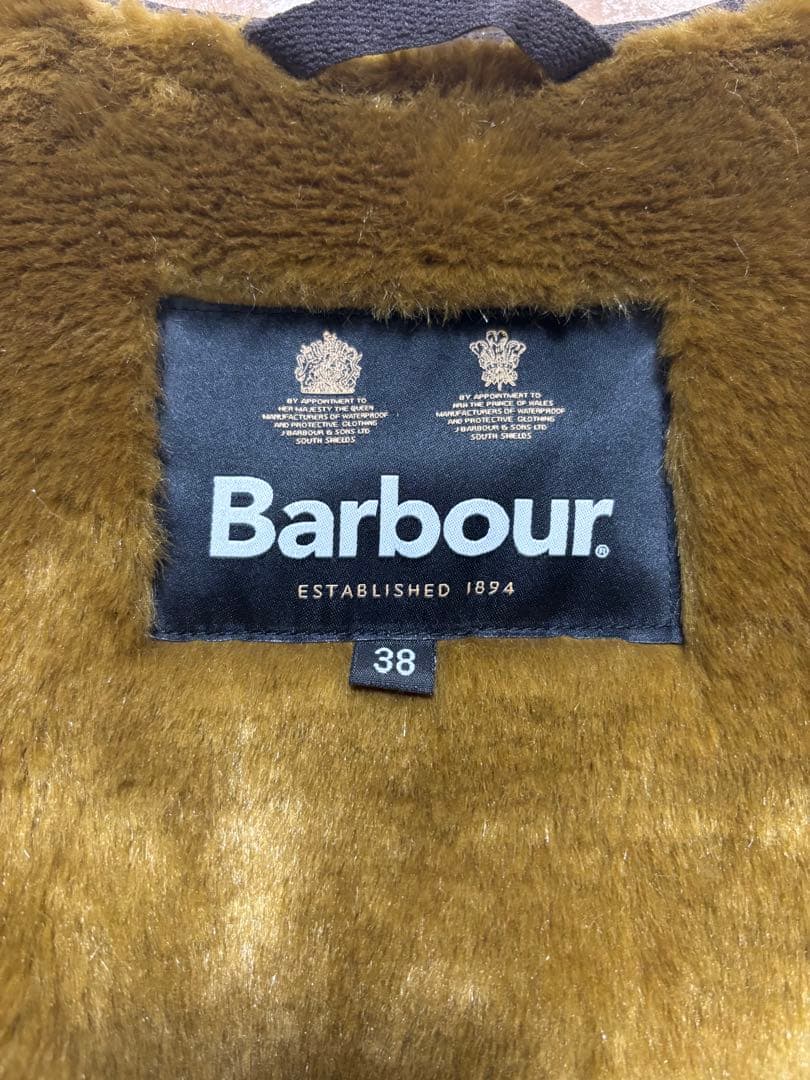 BY APPOINTMENT TO
HER MAJESTY THE QUEEN
MANUFACTURERS OF WATERPROOF
AND PROTECTIVE CLOTHING
J BARBOUR & SONS LTD
SOUTH SHIELDS
BY APPOINTMENT TO
HRH THE PRINCE OF WALES
MANUFACTURERS OF WATERPROOF
AND PROTECTIVE CLOTHING
J BARBOUR & SONS LTD
SOUTH SHIELDS
Barbour®
ESTABLISHED 1894
38